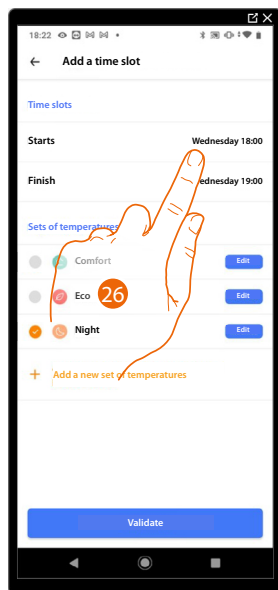 18:22
Add a time slot
Time slots
Starts Wednesday 18:00
Finish ednesday 19:00
Sets of temperatures
Comfort Edit
Eco 26 Edit
Night Edit
+ Add a new set of temperatures
Validate